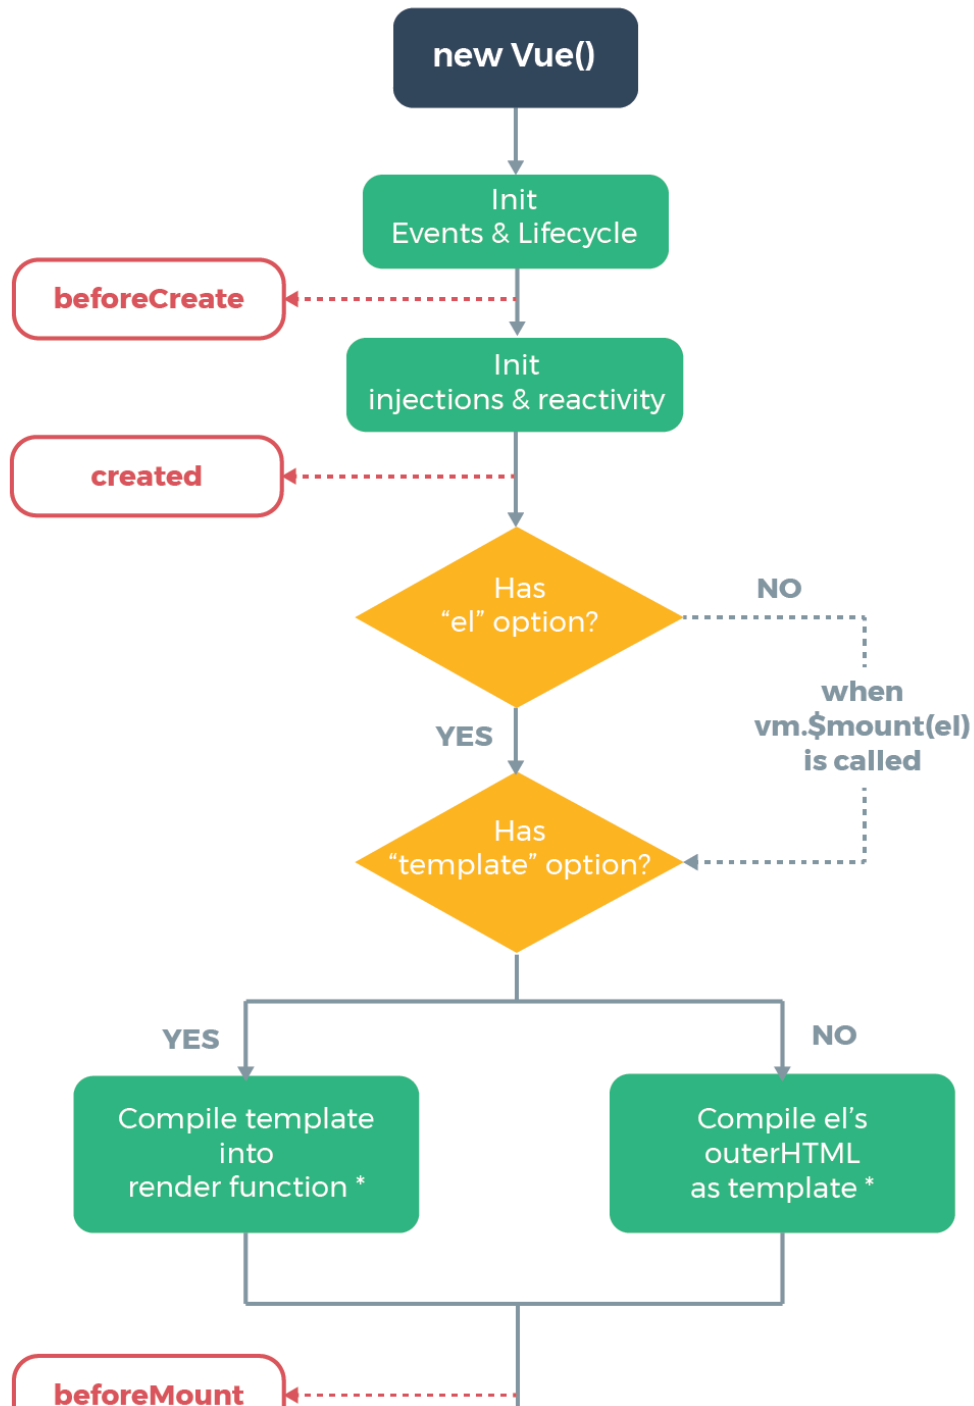 new Vue()
Init
Events & Lifecycle
beforeCreate
Init
injections & reactivity
created
Has
“el” option?
NO
when
vm.$mount(el)
is called
YES
Has
“template” option?
YES
NO
Compile template
into
render function *
Compile el’s
outerHTML
as template *
beforeMount